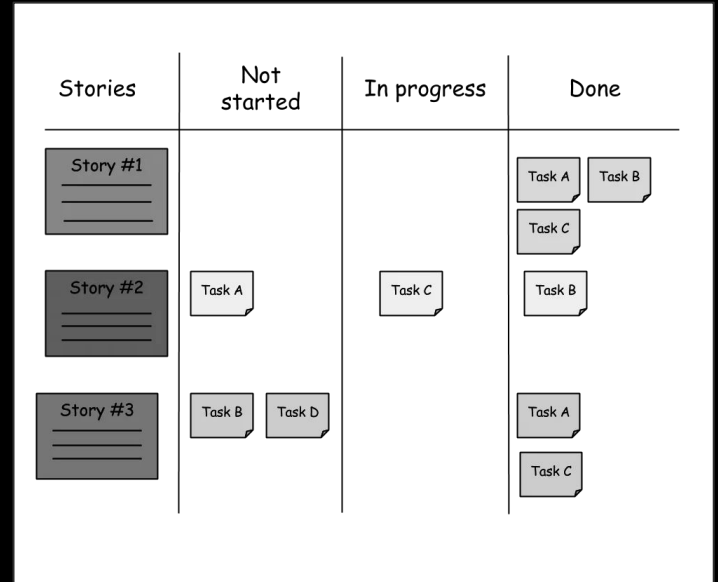 Stories
Not
started
In progress
Done
Story #1
Task A
Task B
Task C
Story #2
Task A
Task C
Task B
Story #3
Task B
Task D
Task A
Task C